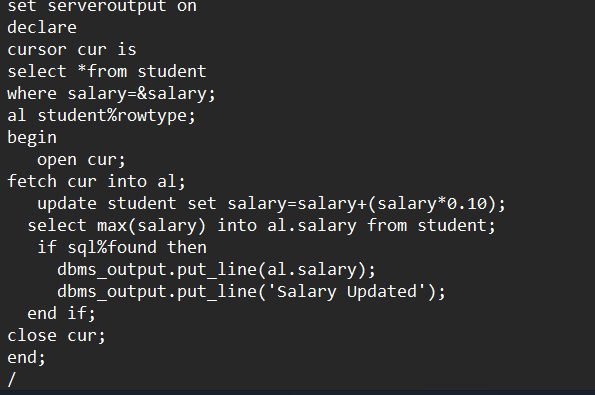 set serveroutput on
declare
cursor cur is
select *from student
where salary=&salary;
al student%rowtype;
begin
   open cur;
fetch cur into al;
   update student set salary=salary+(salary*0.10);
  select max(salary) into al.salary from student;
   if sql%found then
     dbms_output.put_line(al.salary);
     dbms_output.put_line('Salary Updated');
  end if;
close cur;
end;
/